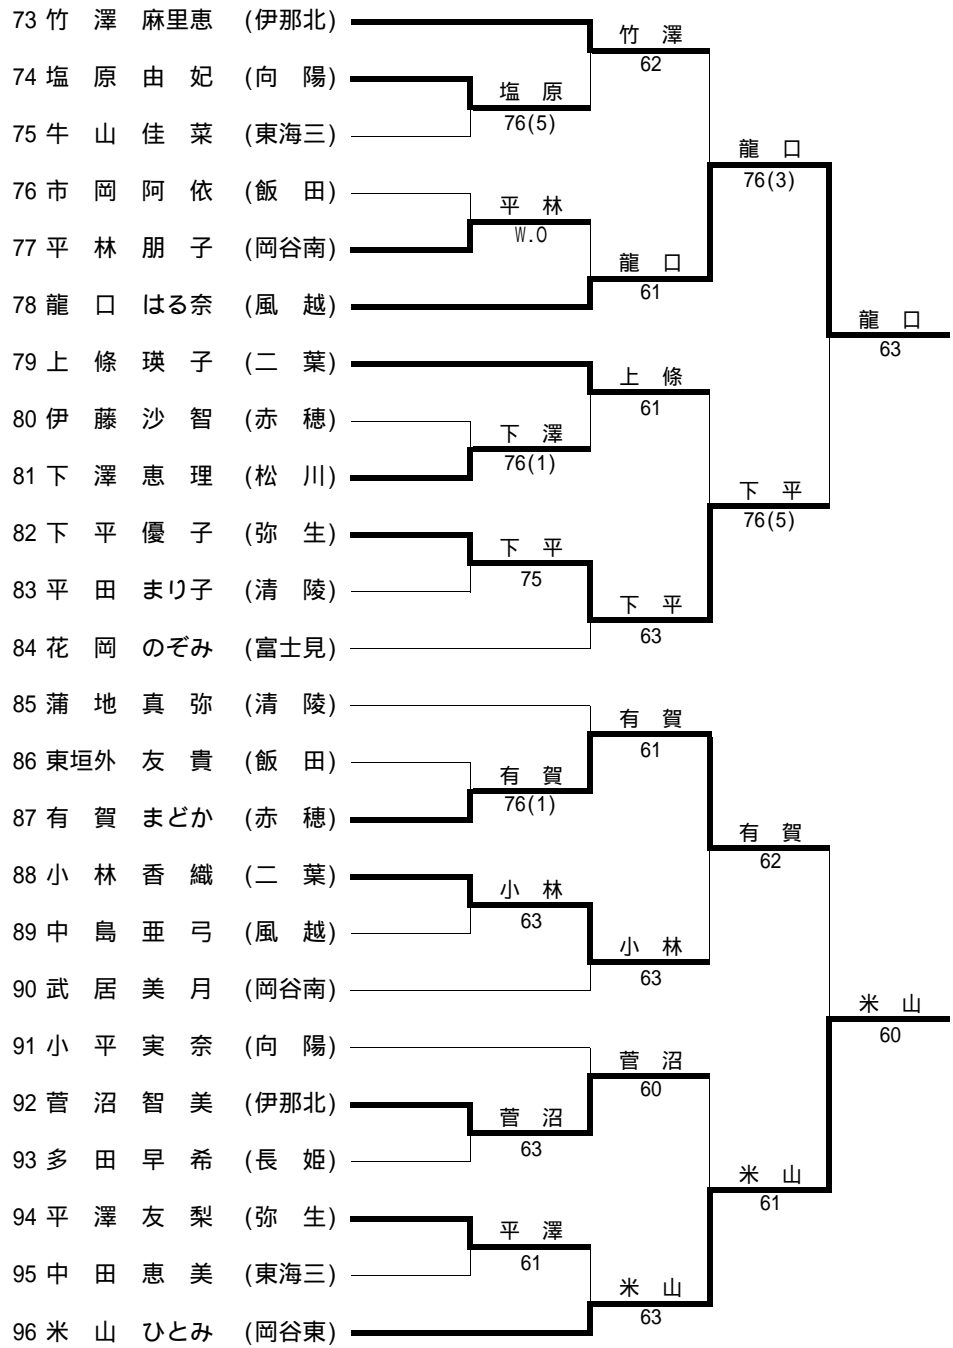 73 竹 澤 麻里恵 (伊那北)
竹 澤
62
74 塩 原 由 妃 (向 陽)
塩 原
76(5)
75 牛 山 佳 菜 (東海三)
龍 口
76(3)
76 市 岡 阿 依 (飯 田)
平 林
W.O
77 平 林 朋 子 (岡谷南)
龍 口
61
78 龍 口 はる奈 (風 越)
龍 口
63
79 上 條 瑛 子 (二 葉)
上 條
61
80 伊 藤 沙 智 (赤 穂)
下 澤
76(1)
81 下 澤 恵 理 (松 川)
下 平
76(5)
82 下 平 優 子 (弥 生)
下 平
75
83 平 田 まり子 (清 陵)
下 平
63
84 花 岡 のぞみ (富士見)
85 蒲 地 真 弥 (清 陵)
有 賀
61
86 東垣外 友 貴 (飯 田)
有 賀
76(1)
87 有 賀 まどか (赤 穂)
有 賀
62
88 小 林 香 織 (二 葉)
小 林
63
89 中 島 亜 弓 (風 越)
小 林
63
90 武 居 美 月 (岡谷南)
米 山
60
91 小 平 実 奈 (向 陽)
菅 沼
60
92 菅 沼 智 美 (伊那北)
菅 沼
63
93 多 田 早 希 (長 姫)
米 山
61
94 平 澤 友 梨 (弥 生)
平 澤
61
95 中 田 恵 美 (東海三)
米 山
63
96 米 山 ひとみ (岡谷東)